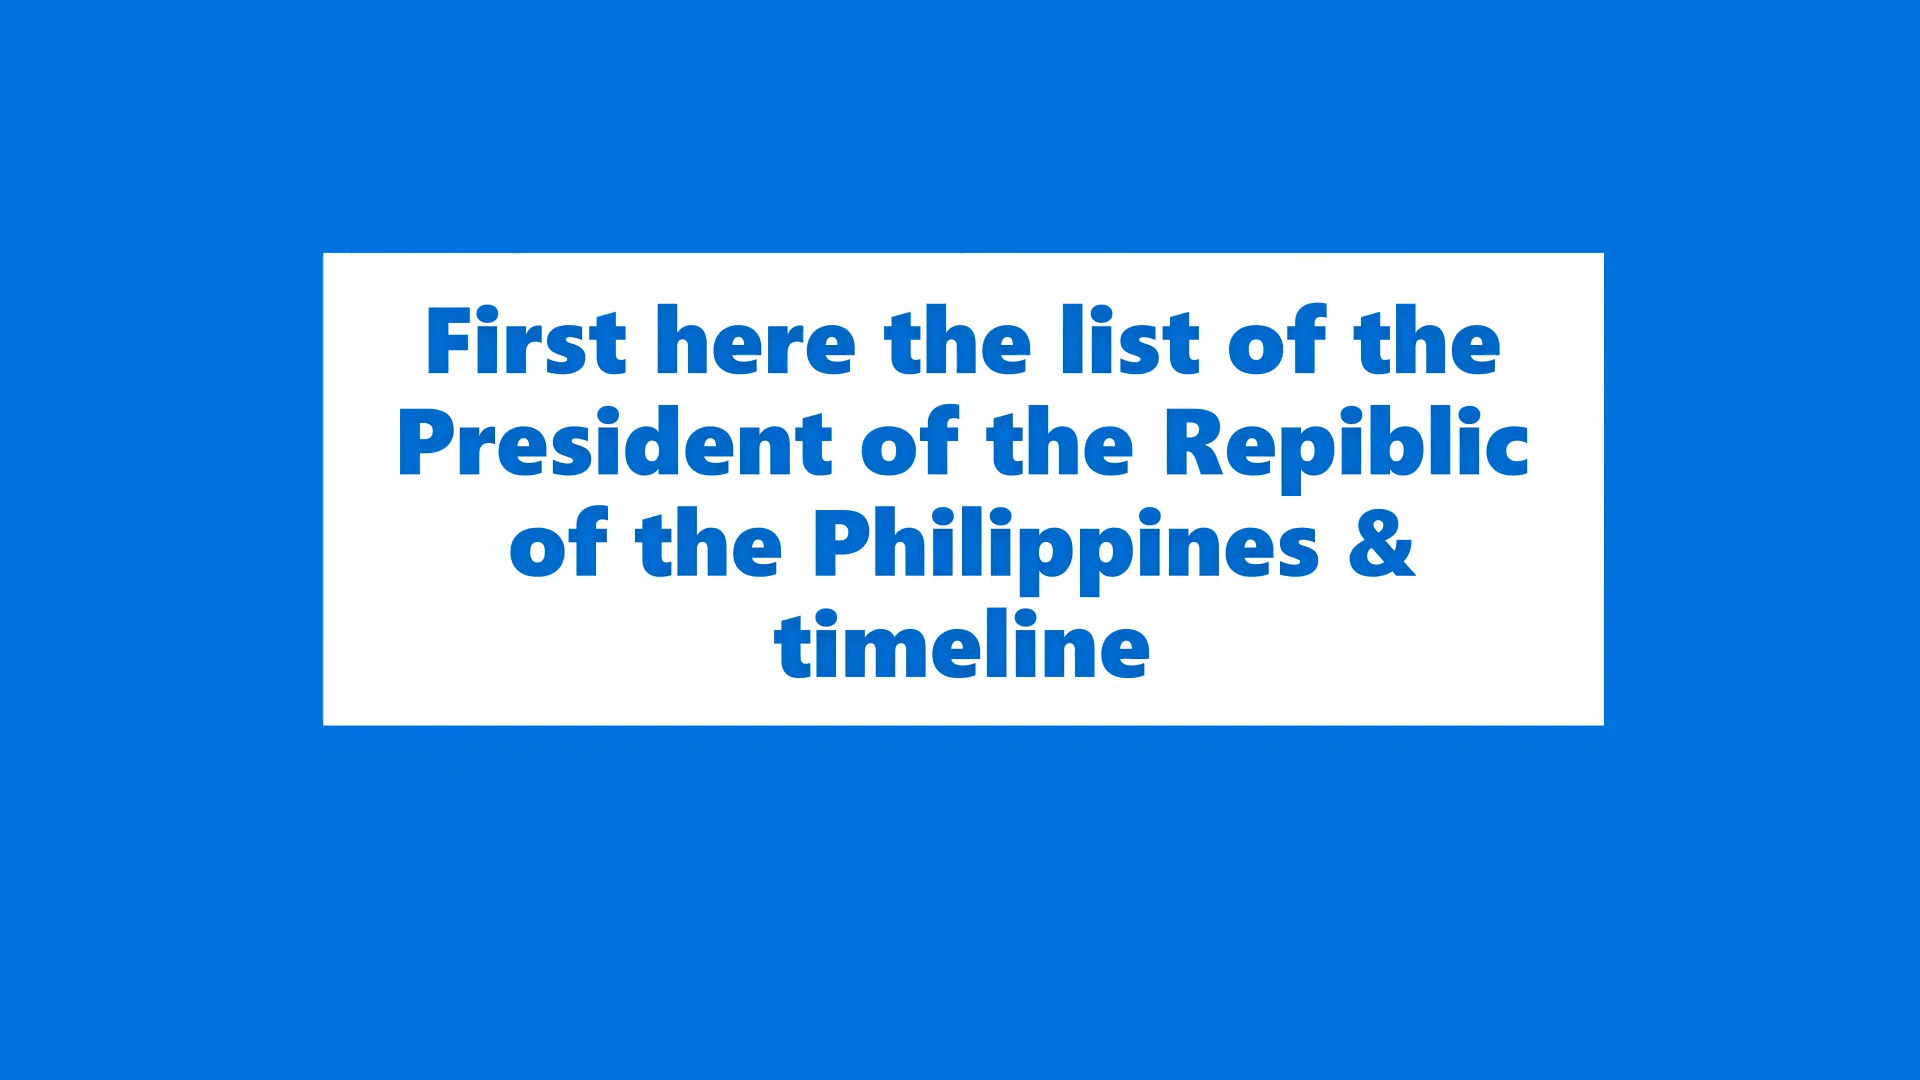 First here the list of the
President of the Repiblic
of the Philippines &
timeline